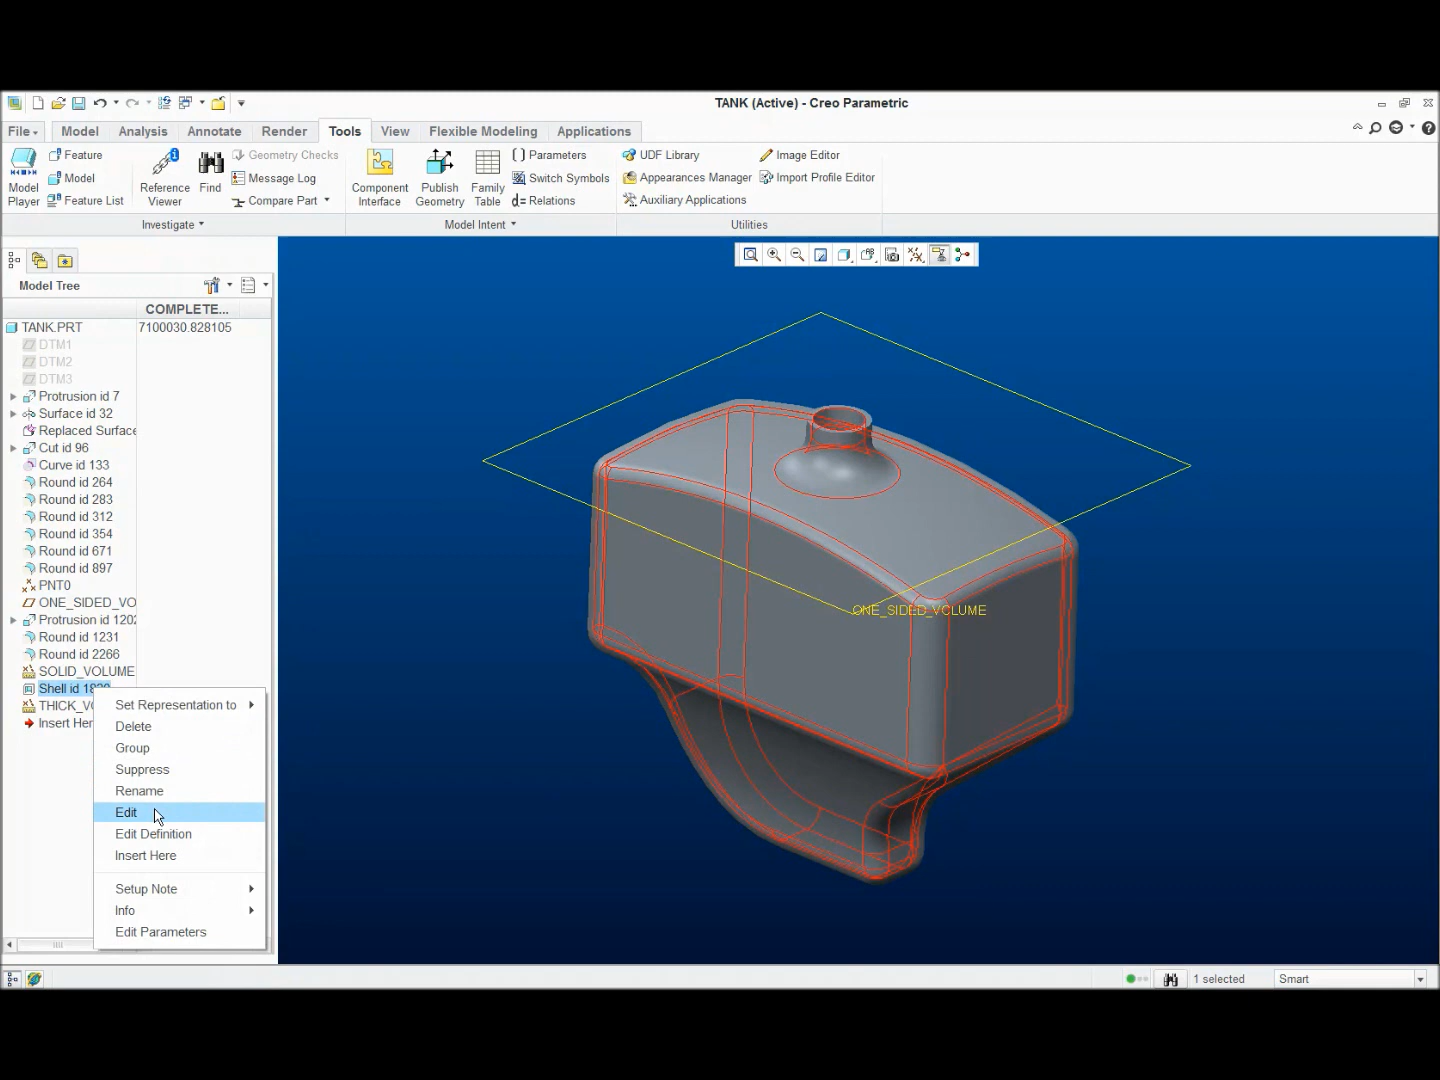 TANK (Active) - Creo Parametric
File Model Analysis Annotate Render Tools View Flexible Modeling Applications
Model Player
Feature
Model
Feature List
Reference Viewer
Find
Geometry Checks
Message Log
Compare Part
Investigate
Component Interface
Publish Geometry
Family Table
Parameters
Switch Symbols
d= Relations
Model Intent
UDF Library
Appearances Manager
Auxiliary Applications
Image Editor
Import Profile Editor
Utilities
Model Tree
COMPLETE...
TANK.PRT 7100030.828105
DTM1
DTM2
DTM3
Protrusion id 7
Surface id 32
Replaced Surface
Cut id 96
Curve id 133
Round id 264
Round id 283
Round id 312
Round id 354
Round id 671
Round id 897
PNT0
ONE_SIDED_VO
Protrusion id 1202
Round id 1231
Round id 2266
SOLID_VOLUME
Shell id
THICK_VO
Insert Her
Set Representation to
Delete
Group
Suppress
Rename
Edit
Edit Definition
Insert Here
Setup Note
Info
Edit Parameters
ONE_SIDED_VOLUME
1 selected
Smart